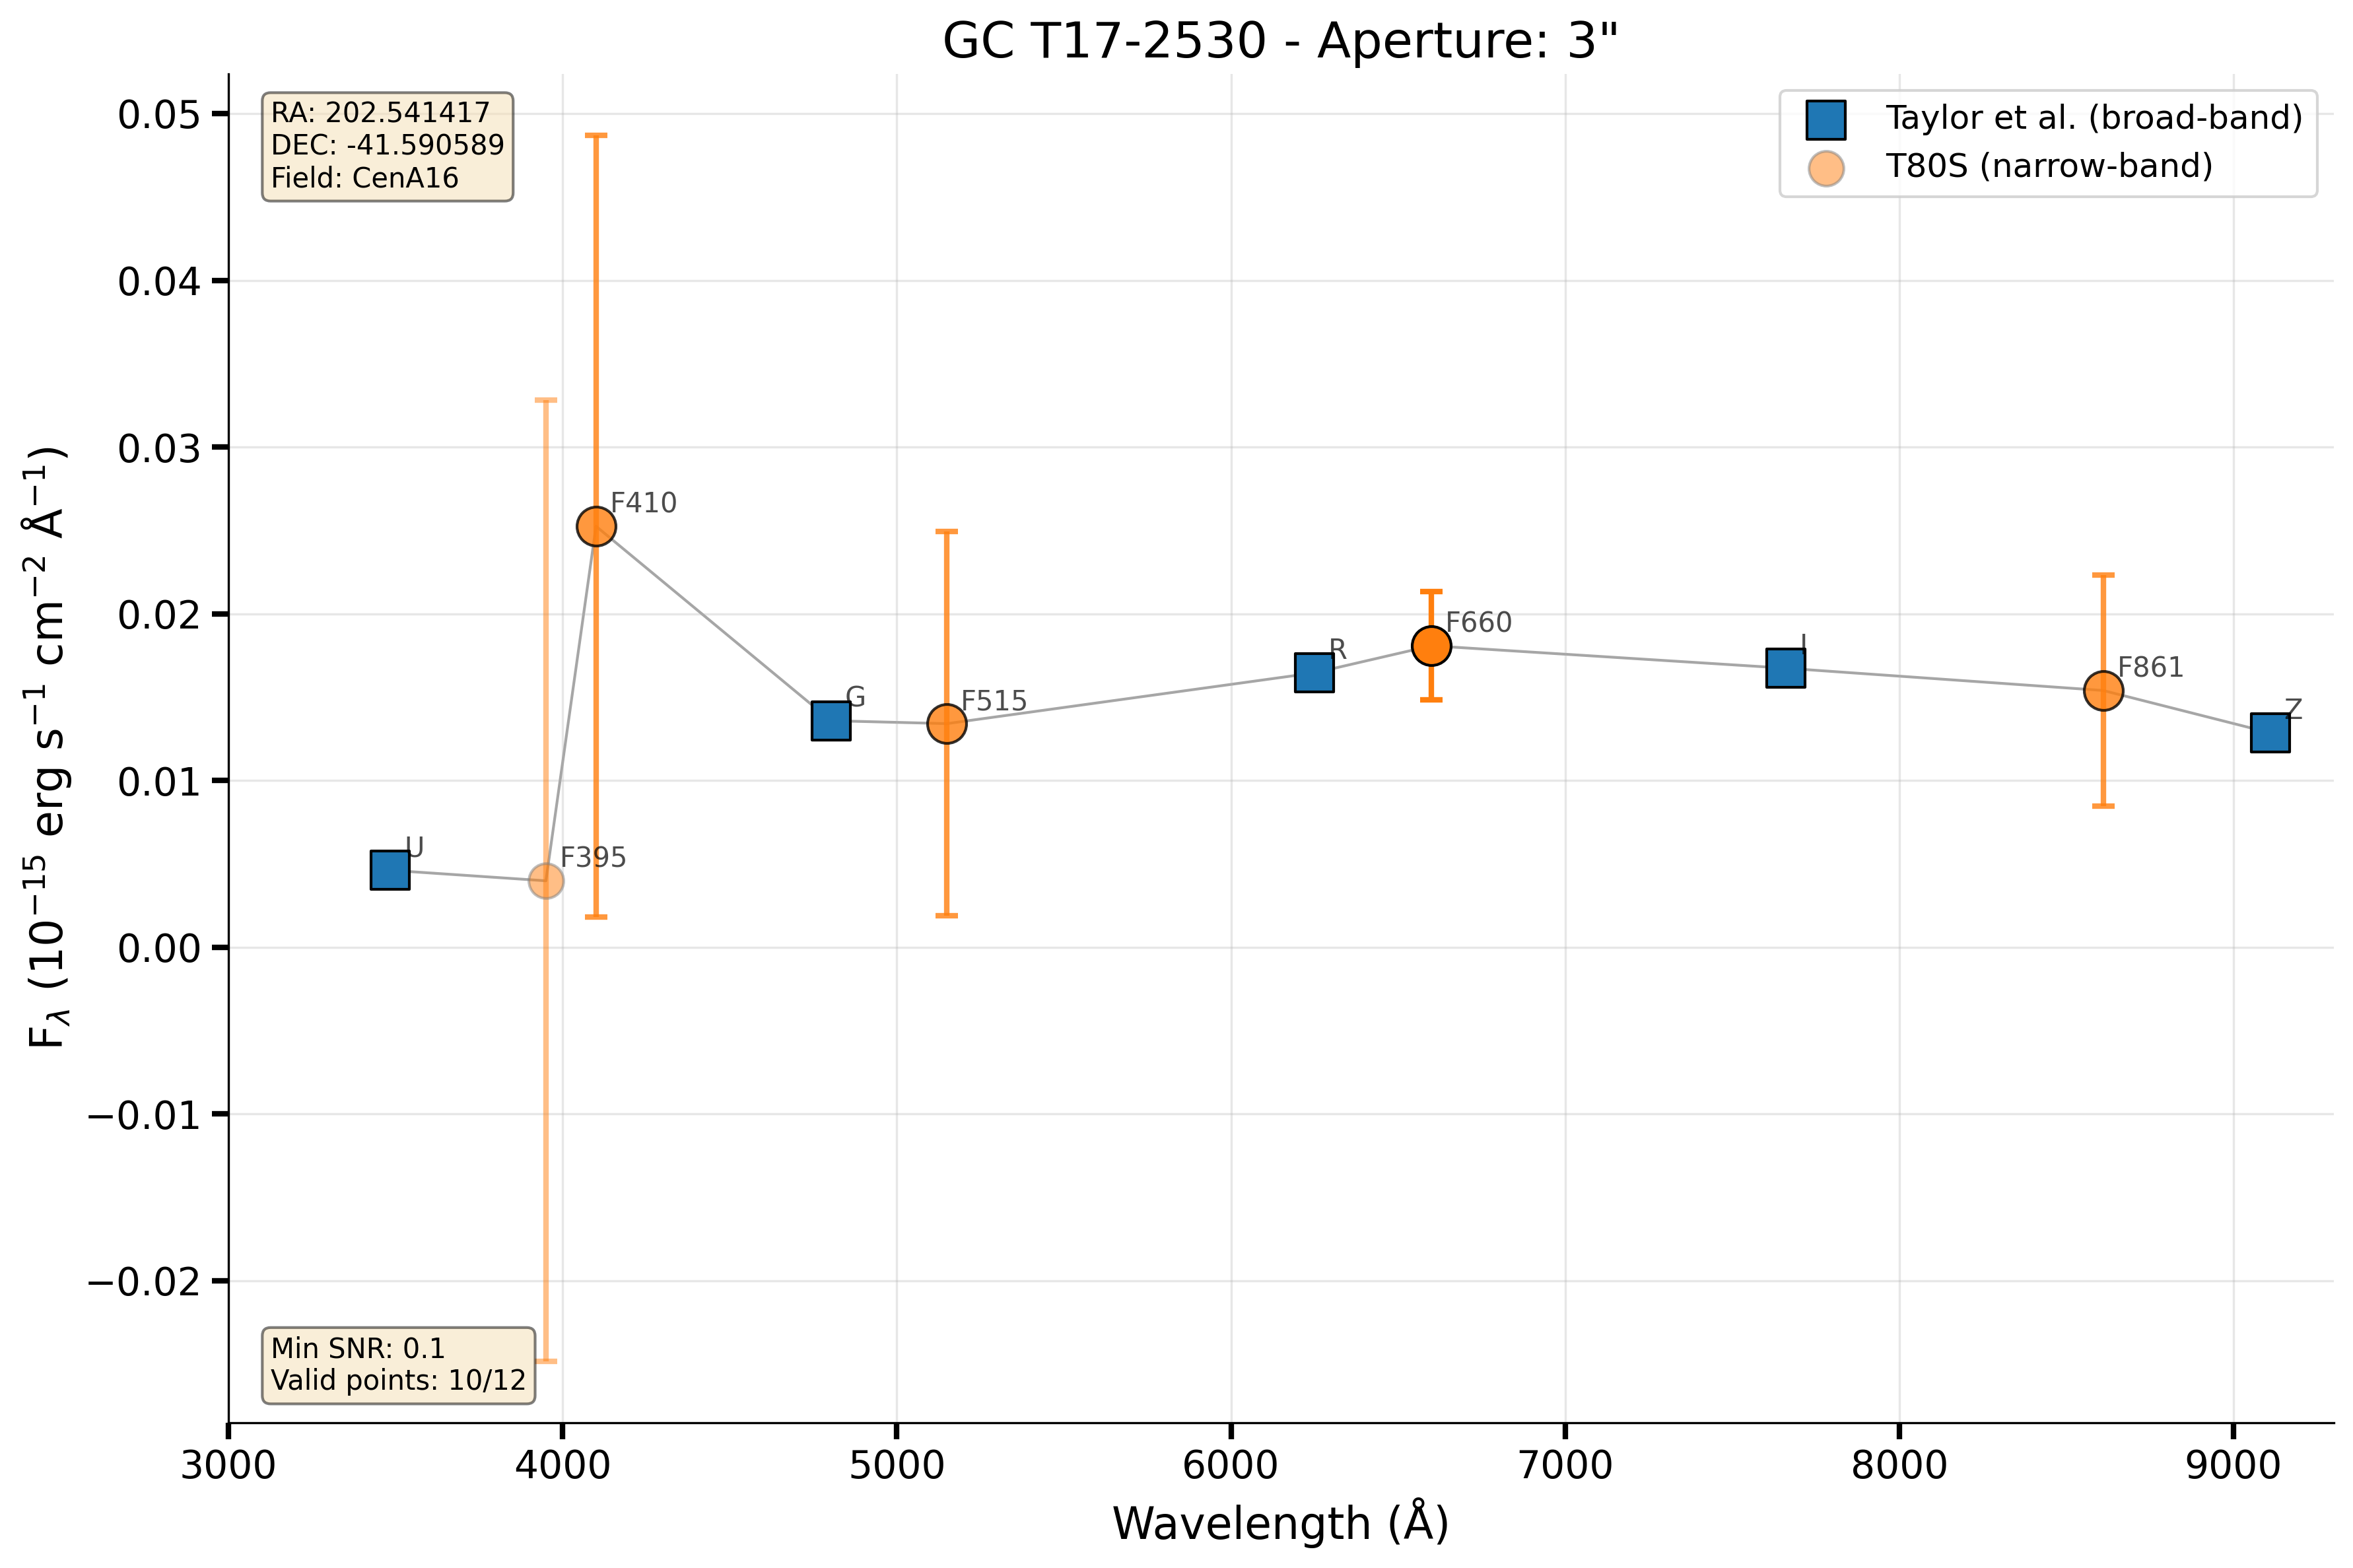 GC T17-2530 - Aperture: 3"
RA: 202.541417
DEC: -41.590589
Field: CenA16
Taylor et al. (broad-band)
T80S (narrow-band)
0.05
0.04
0.03
0.02
0.01
0.00
−0.01
−0.02
F_λ (10⁻¹⁵ erg s⁻¹ cm⁻² Å⁻¹)
U
F395
F410
G
F515
R
F660
I
F861
Z
Min SNR: 0.1
Valid points: 10/12
3000 4000 5000 6000 7000 8000 9000
Wavelength (Å)